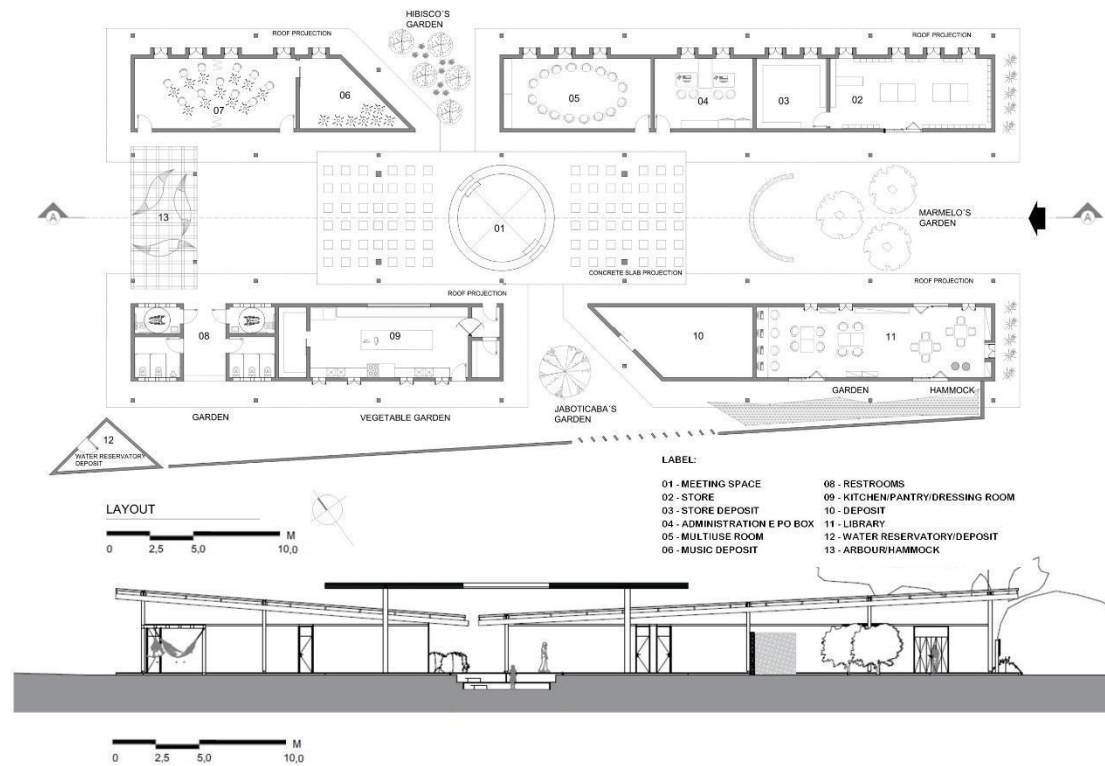 HIBISCO'S
GARDEN
ROOF PROJECTION
ROOF PROJECTION
07
06
05
04
03
02
13
A
01
MARMELO'S
GARDEN
A
CONCRETE SLAB PROJECTION
ROOF PROJECTION
ROOF PROJECTION
08
09
10
11
GARDEN
VEGETABLE GARDEN
JABOTICABA'S
GARDEN
GARDEN
HAMMOCK
12
WATER RESERVATORY
DEPOSIT
LABEL:
01 - MEETING SPACE
02 - STORE
03 - STORE DEPOSIT
04 - ADMINISTRATION E PO BOX
05 - MULTIUSE ROOM
06 - MUSIC DEPOSIT
08 - RESTROOMS
09 - KITCHEN/PANTRY/DRESSING ROOM
10 - DEPOSIT
11 - LIBRARY
12 - WATER RESERVATORY/DEPOSIT
13 - ARBOUR/HAMMOCK
LAYOUT
M
0 2,5 5,0 10,0
M
0 2,5 5,0 10,0